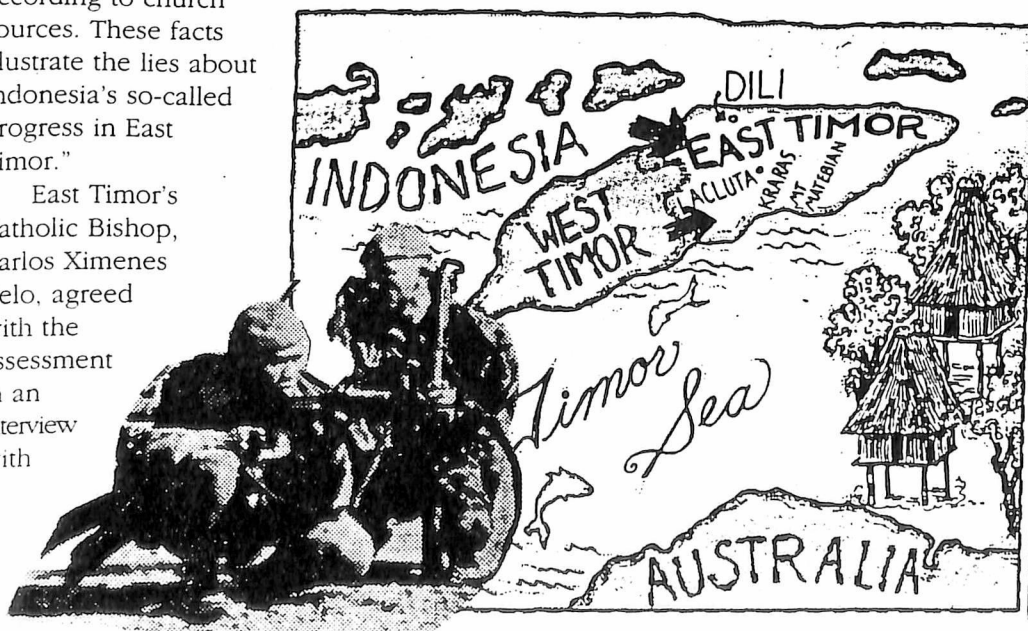 ccording to church
ources. These facts
lustrate the lies about
ndonesia's so-called
rogress in East
imor."
East Timor's
atholic Bishop,
arlos Ximenes
elo, agreed
ith the
ssessment
n an
terview
ith
DILI
EAST TIMOR
INDONESIA
LACLUTA
KRARAS
MT
MATEBIAN
WEST
TIMOR
Timor
Sea
AUSTRALIA